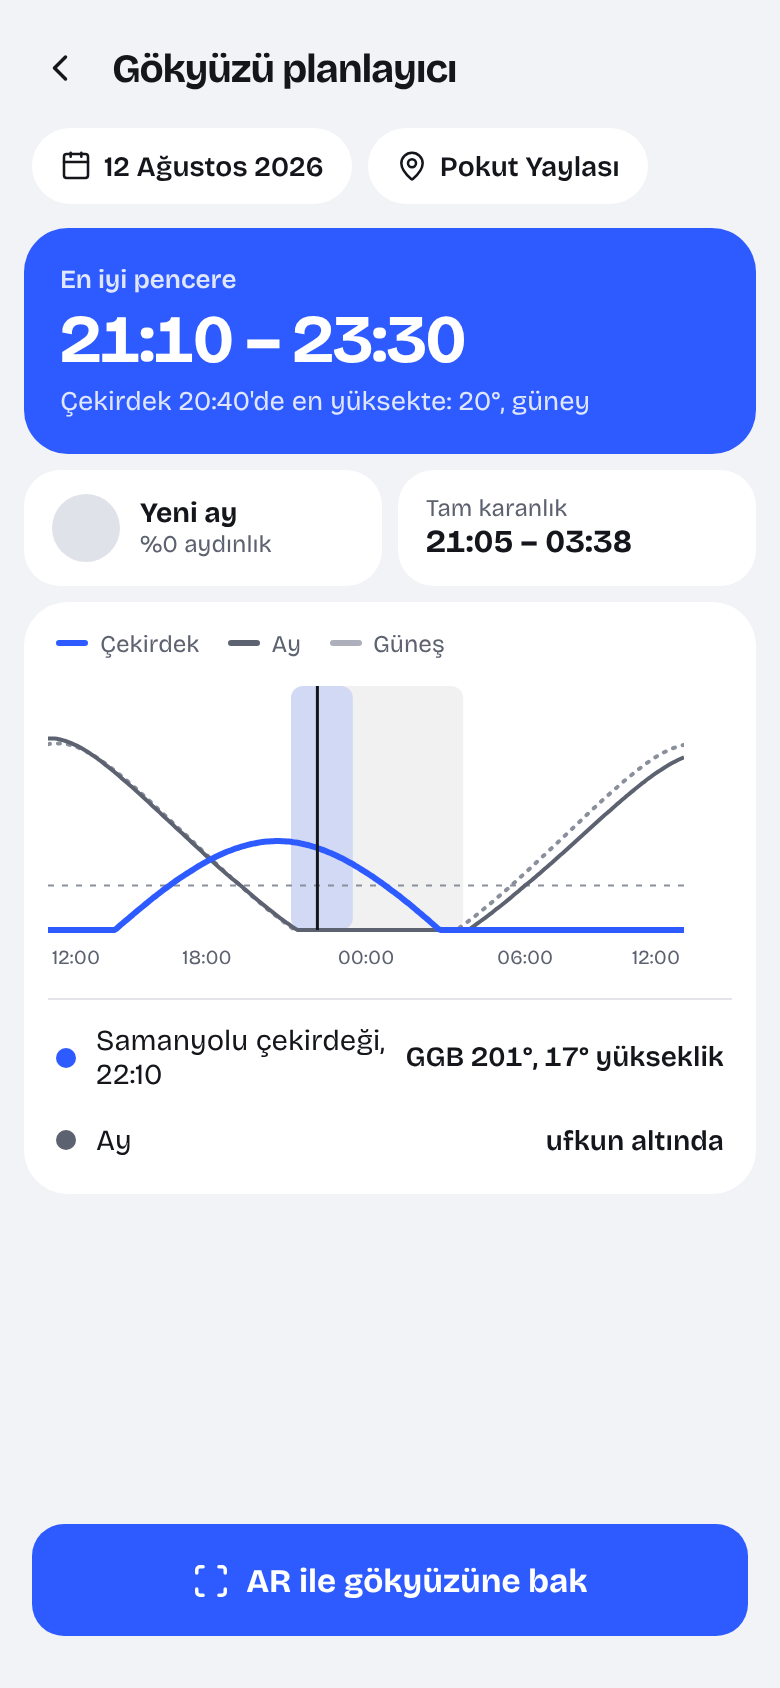 Gökyüzü planlayıcı
12 Ağustos 2026
Pokut Yaylası
En iyi pencere
21:10 – 23:30
Çekirdek 20:40'de en yüksekte: 20°, güney
Yeni ay
%0 aydınlık
Tam karanlık
21:05 – 03:38
Çekirdek
Ay
Güneş
12:00
18:00
00:00
06:00
12:00
Samanyolu çekirdeği,
22:10
GGB 201°, 17° yükseklik
Ay
ufkun altında
AR ile gökyüzüne bak